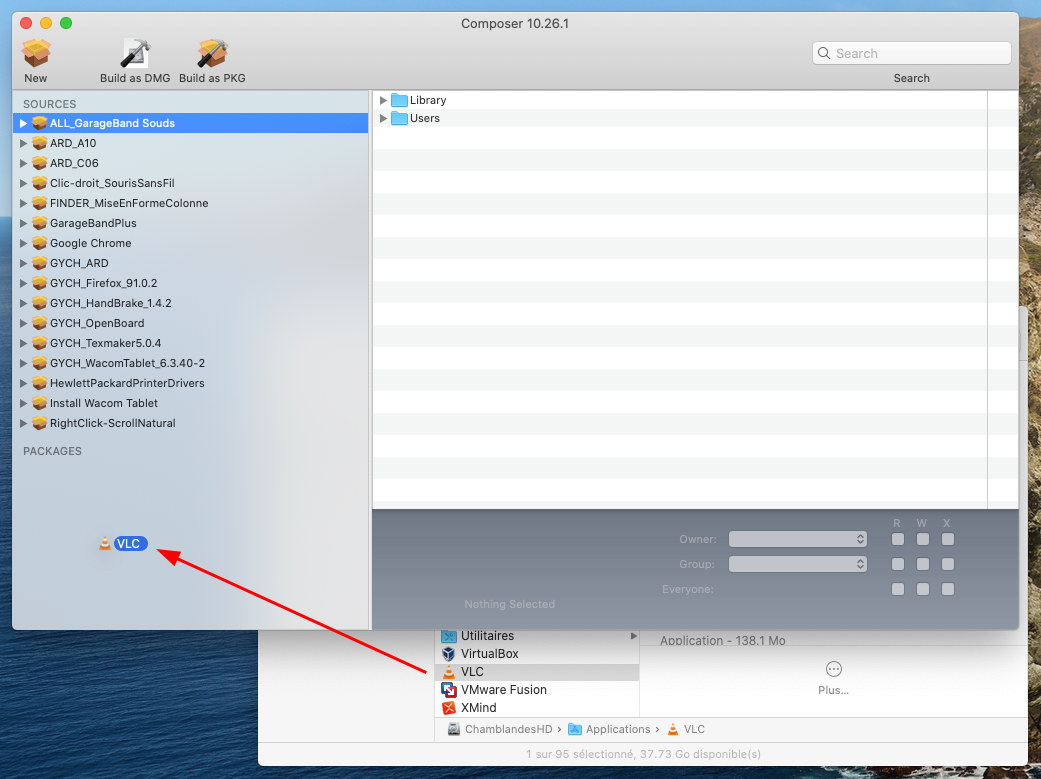 Composer 10.26.1
New
Build as DMG
Build as PKG
Search
Search
SOURCES
ALL_GarageBand Souds
ARD_A10
ARD_C06
Clic-droit_SourisSansFil
FINDER_MiseEnFormeColonne
GarageBandPlus
Google Chrome
GYCH_ARD
GYCH_Firefox_91.0.2
GYCH_HandBrake_1.4.2
GYCH_OpenBoard
GYCH_Texmaker5.0.4
GYCH_WacomTablet_6.3.40-2
HewlettPackardPrinterDrivers
Install Wacom Tablet
RightClick-ScrollNatural
PACKAGES
VLC
Library
Users
R W X
Owner:
Group:
Everyone:
Nothing Selected
Utilitaires
VirtualBox
VLC
VMware Fusion
XMind
Application - 138.1 Mo
Plus...
ChamblandesHD › Applications › VLC
1 sur 95 sélectionné, 37.73 Go disponible(s)